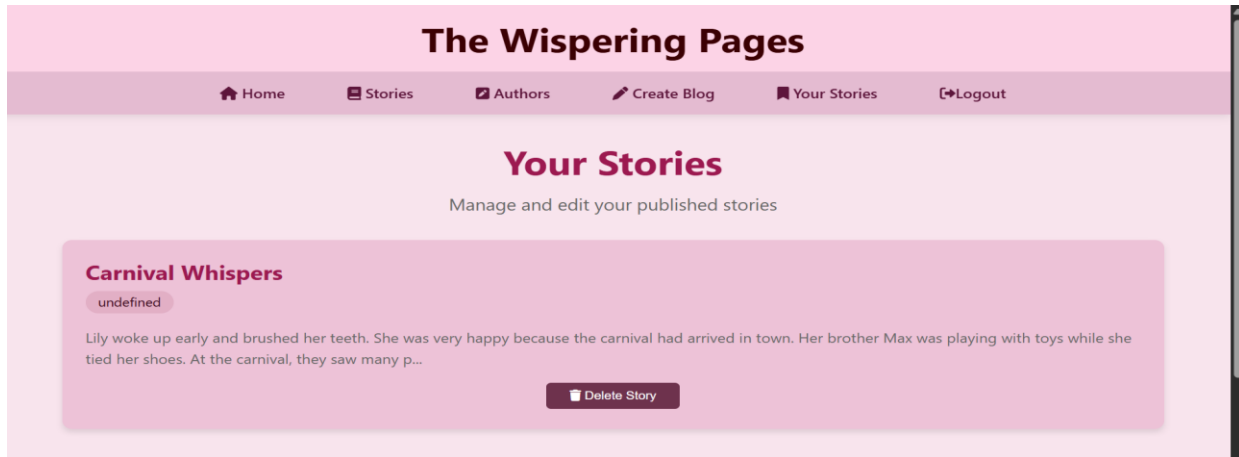 The Wispering Pages
Home Stories Authors Create Blog Your Stories Logout
Your Stories
Manage and edit your published stories
Carnival Whispers
undefined
Lily woke up early and brushed her teeth. She was very happy because the carnival had arrived in town. Her brother Max was playing with toys while she
tied her shoes. At the carnival, they saw many p...
Delete Story